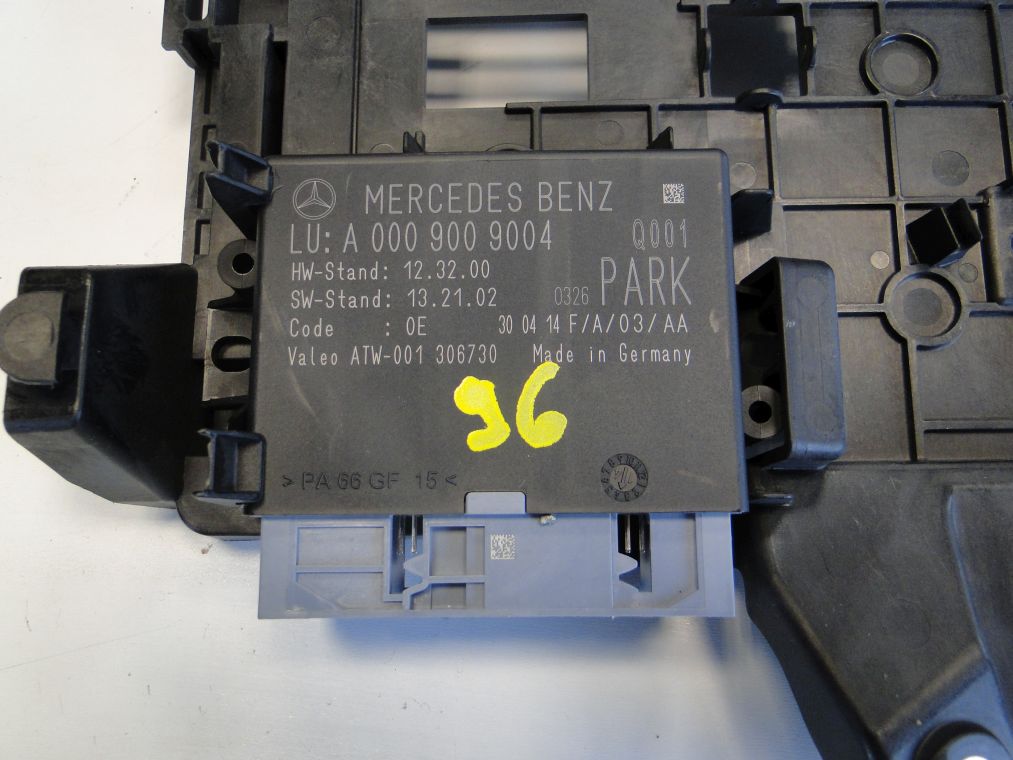 MERCEDES BENZ
LU: A 000 900 9004 Q001
HW-Stand: 12.32.00
SW-Stand: 13.21.02 0326 PARK
Code : 0E 30 04 14 F/A/03/AA
Valeo ATW-001 306730 Made in Germany
96
>PA 66 GF 15<